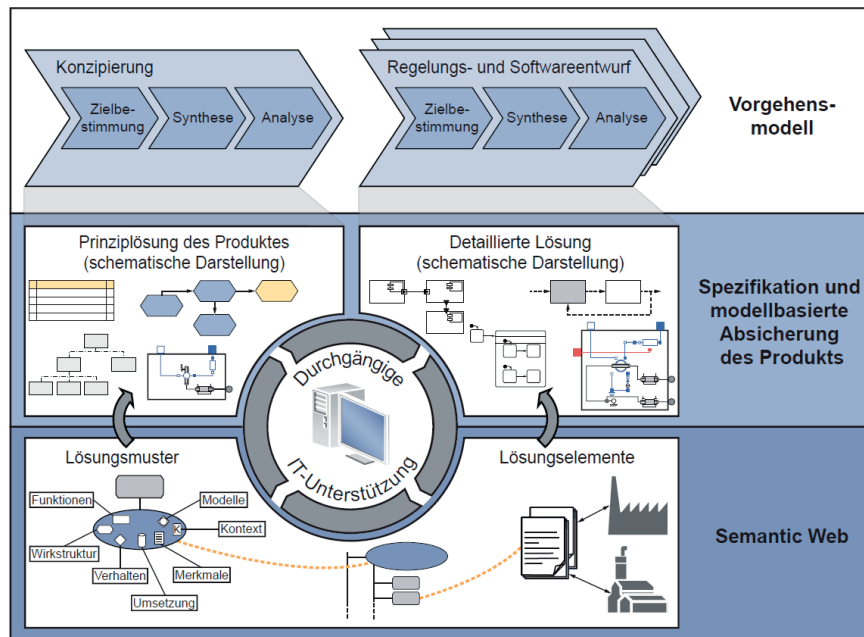 Konzipierung
Zielbe-
stimmung
Synthese
Analyse
Regelungs- und Softwareentwurf
Zielbe-
stimmung
Synthese
Analyse
Vorgehens-
modell
Prinziplösung des Produktes
(schematische Darstellung)
Detaillierte Lösung
(schematische Darstellung)
Spezifikation und
modellbasierte
Absicherung
des Produkts
Durchgängige
IT-Unterstützung
Lösungsmuster
Funktionen
Modelle
K
Kontext
Wirkstruktur
Verhalten
Merkmale
Umsetzung
Lösungselemente
Semantic Web